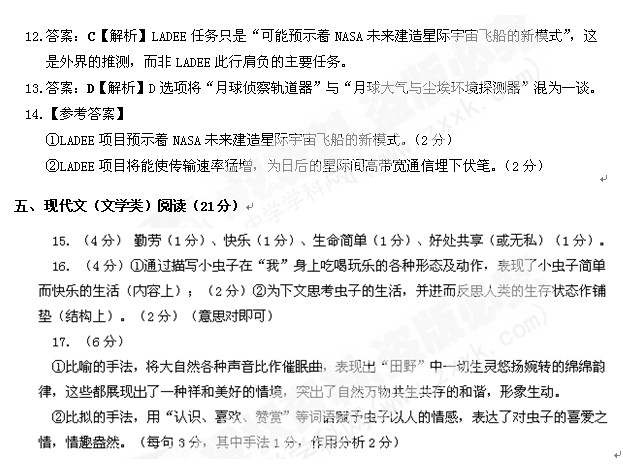 12.答案：C【解析】LADEE 任务只是“可能预示着 NASA 未来建造星际宇宙飞船的新模式”，这
是外界的推测，而非 LADEE 此行肩负的主要任务。
13.答案：D【解析】D 选项将“月球侦察轨道器”与“月球大气与尘埃环境探测器”混为一谈。
14.【参考答案】
①LADEE 项目预示着 NASA 未来建造星际宇宙飞船的新模式。（2 分）
②LADEE 项目将能使传输速率猛增，为日后的星际间高带宽通信埋下伏笔。（2 分）
五、现代文（文学类）阅读（21 分）
15.（4 分） 勤劳（1 分）、快乐（1 分）、生命简单（1 分）、好处共享（或无私）（1 分）。
16.（4 分）①通过描写小虫子在“我”身上吃喝玩乐的各种形态及动作，表现了小虫子简单
而快乐的生活（内容上）；（2 分）②为下文思考虫子的生活，并进而反思人类的生存状态作铺
垫（结构上）。（2 分）（意思对即可）
17.（6 分）
①比喻的手法，将大自然各种声音比作催眠曲，表现出“田野”中一切生灵悠扬婉转的绵绵韵
律，这些都展现出了一种祥和美好的情境，突出了自然万物共生共存的和谐，形象生动。
②比拟的手法，用“认识、喜欢、赞赏”等词语赋予虫子以人的情感，表达了对虫子的喜爱之
情，情趣盎然。（每句 3 分，其中手法 1 分，作用分析 2 分）